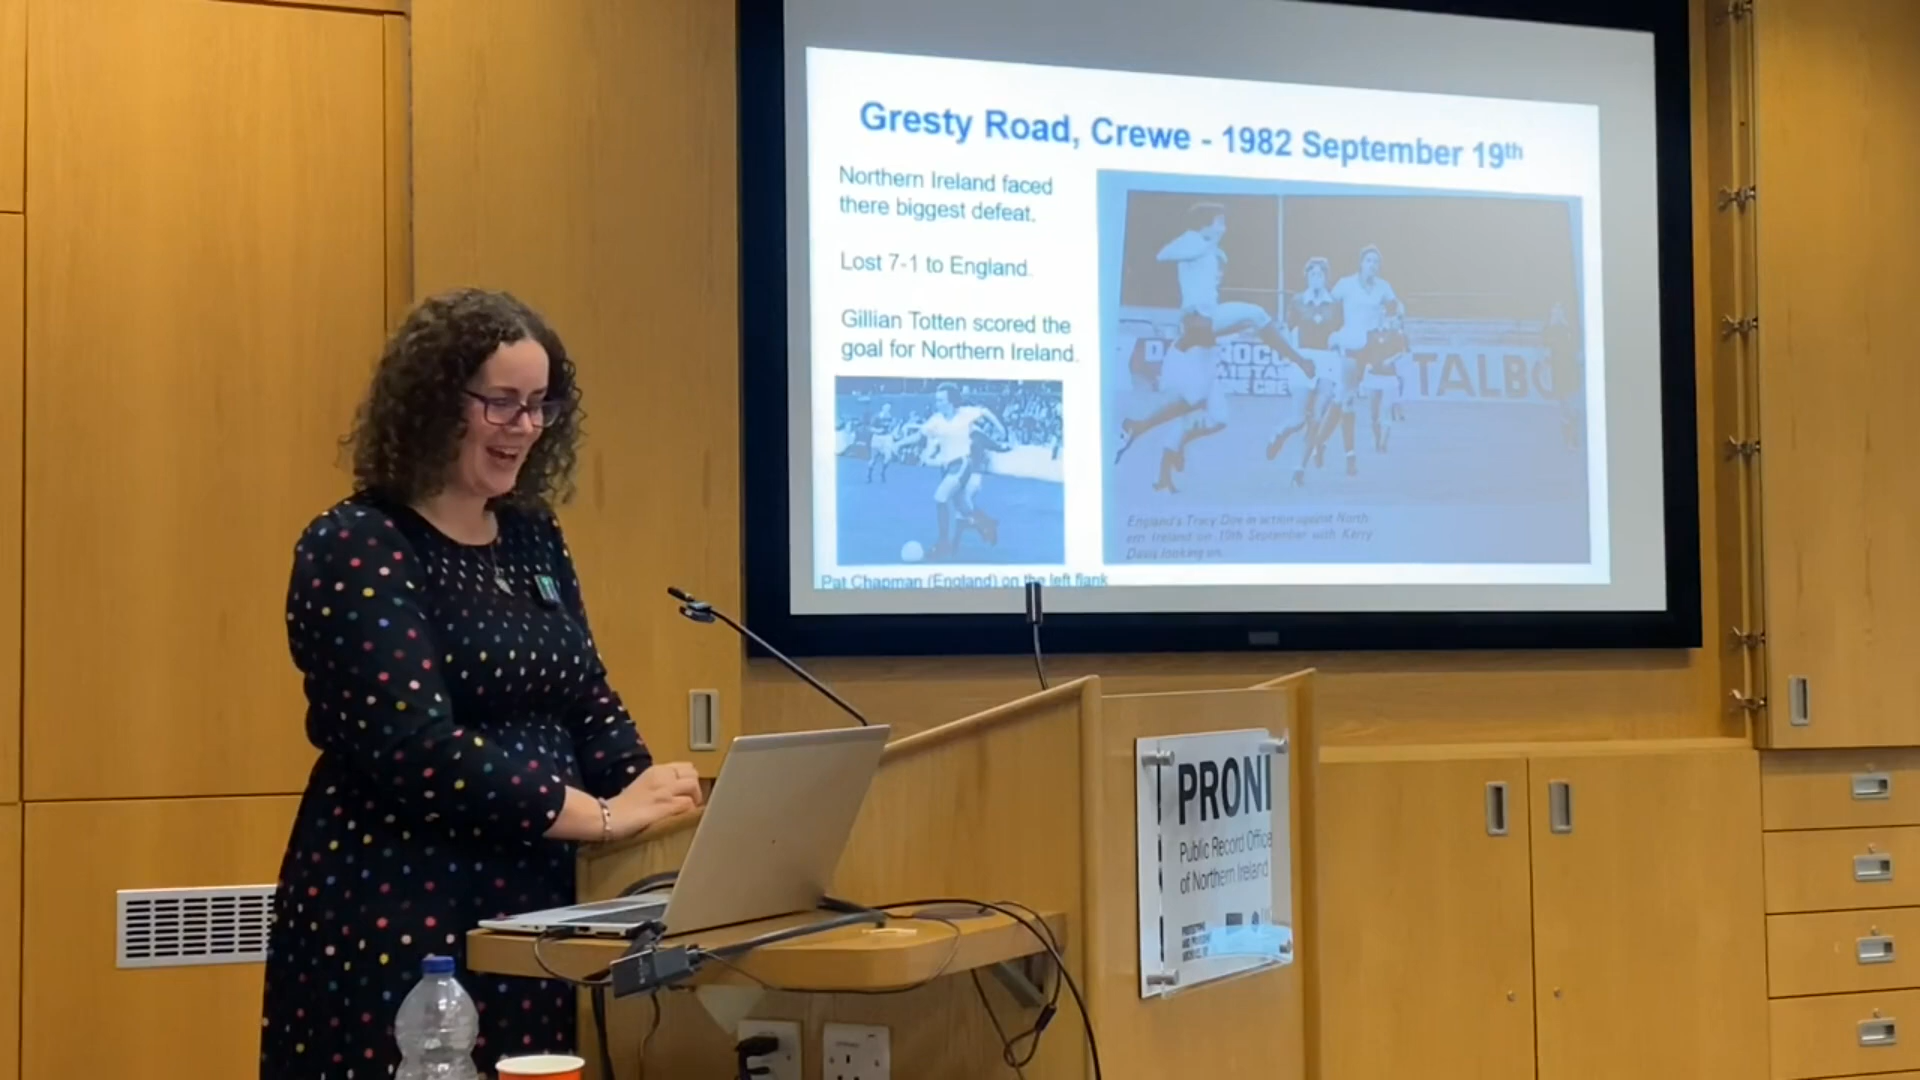 Gresty Road, Crewe - 1982 September 19th
Northern Ireland faced
there biggest defeat.
Lost 7-1 to England.
Gillian Totten scored the
goal for Northern Ireland.
TALBO
England's Tracy Doe in action against North-
ern Ireland on 19th September with Kerry
Davis looking on.
Pat Chapman (England) on the left flank
PRONI
Public Record Office
of Northern Ireland